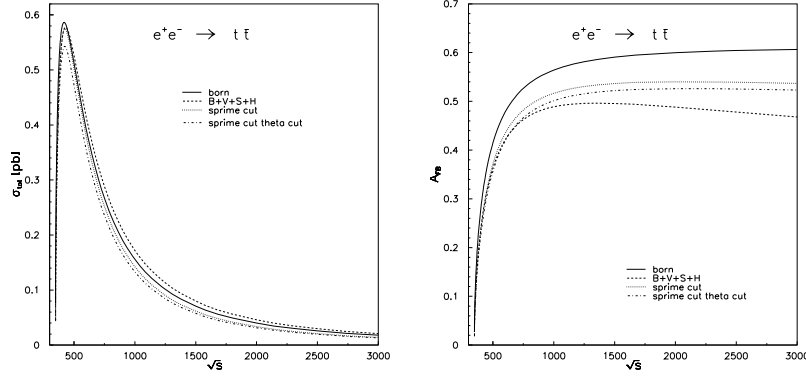 e⁺e⁻ → t t̄
born
B+V+S+H
sprime cut
sprime cut theta cut
σtot [pb]
0.6
0.5
0.4
0.3
0.2
0.1
0
500 1000 1500 2000 2500 3000
√S
e⁺e⁻ → t t̄
born
B+V+S+H
sprime cut
sprime cut theta cut
AFB
0.7
0.6
0.5
0.4
0.3
0.2
0.1
0
500 1000 1500 2000 2500 3000
√S